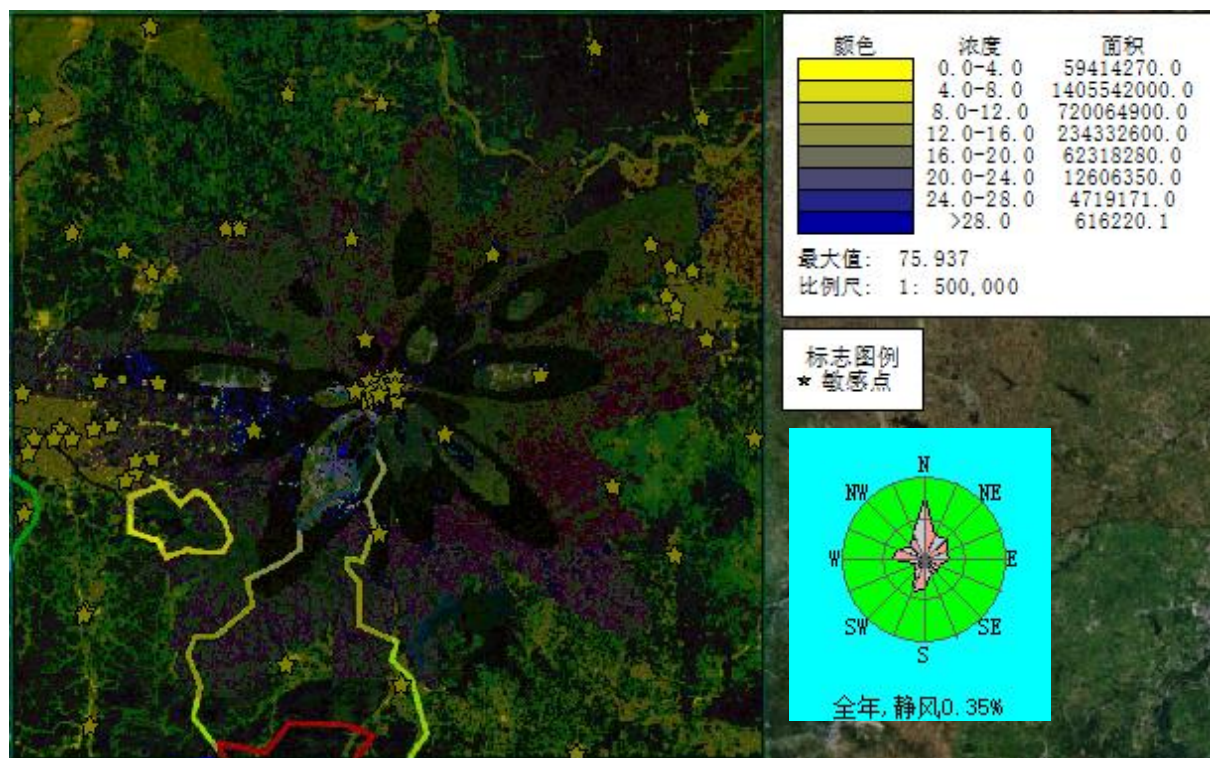 颜色 浓度 面积
0.0-4.0 59414270.0
4.0-8.0 1405542000.0
8.0-12.0 720064900.0
12.0-16.0 234332600.0
16.0-20.0 62318280.0
20.0-24.0 12606350.0
24.0-28.0 4719171.0
>28.0 616220.1
最大值: 75.937
比例尺: 1: 500,000
标志图例
★ 敏感点
N
NW NE
W E
SW SE
S
全年,静风0.35%